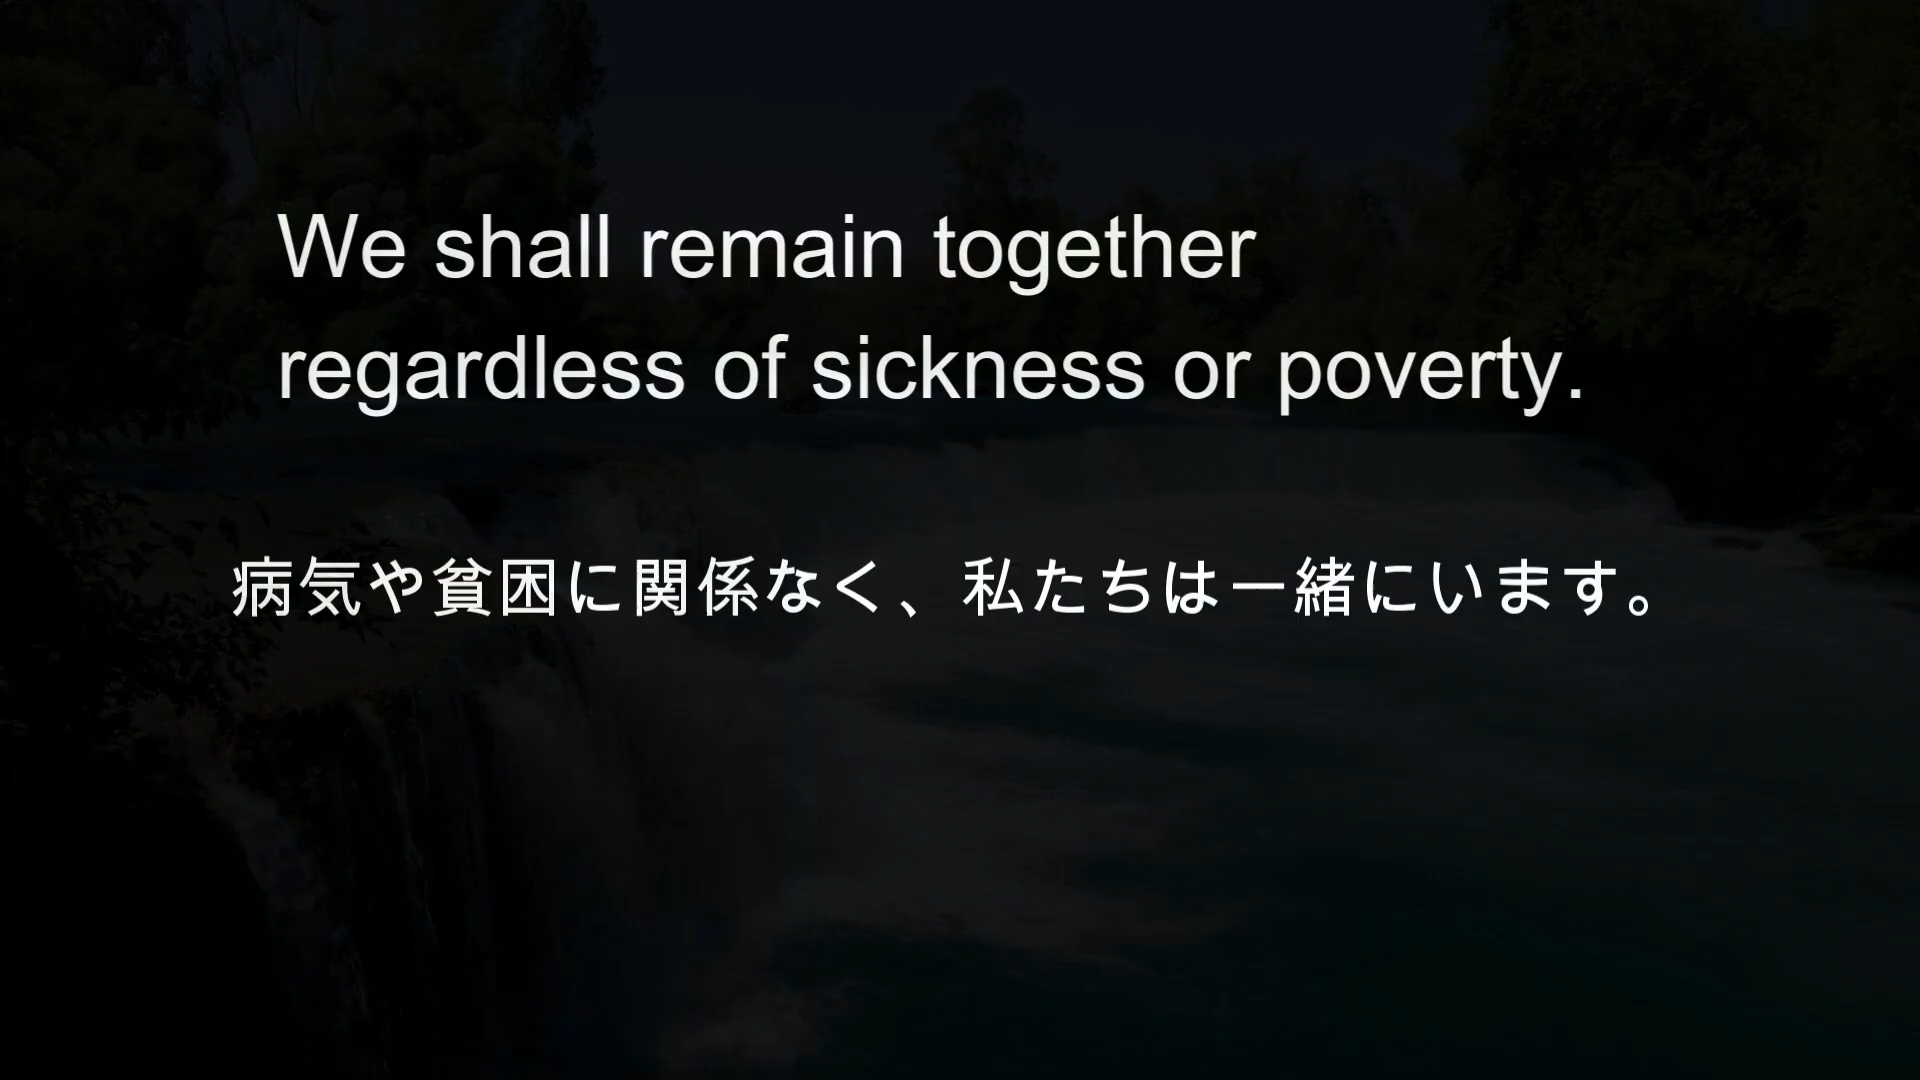 We shall remain together
regardless of sickness or poverty.
病気や貧困に関係なく、私たちは一緒にいます。